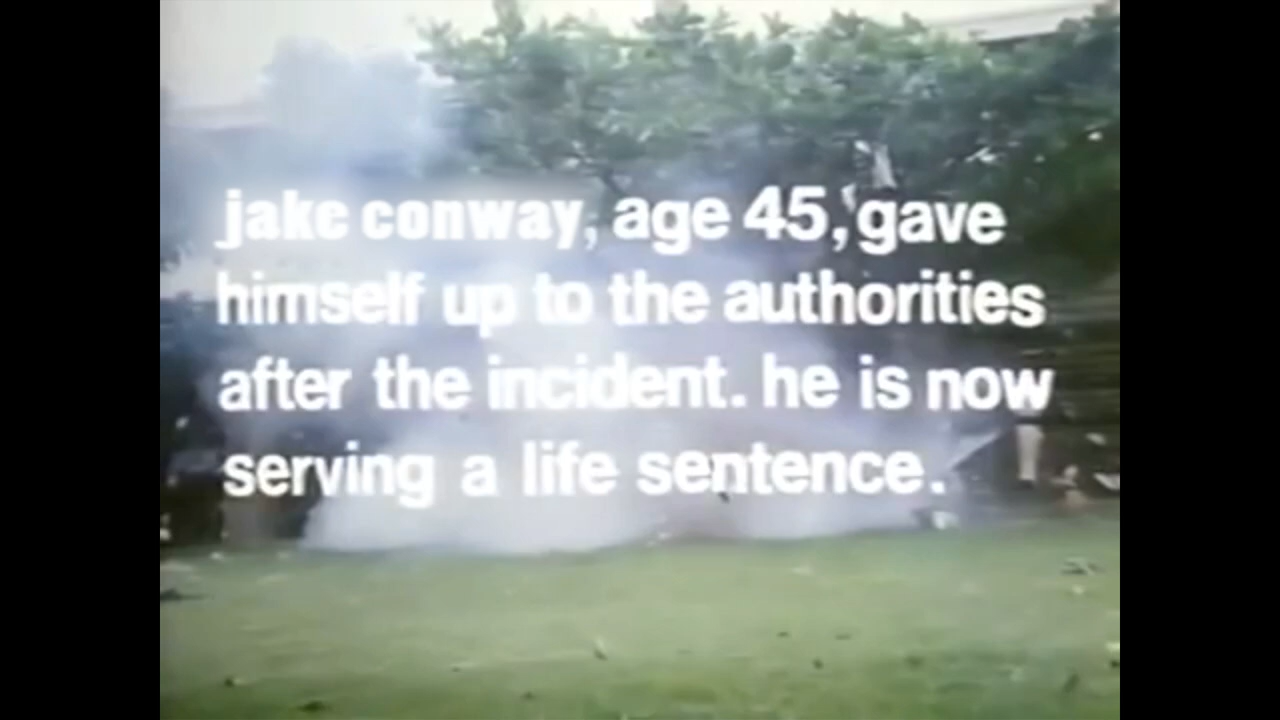 jake conway, age 45, gave
himself up to the authorities
after the incident. he is now
serving a life sentence.